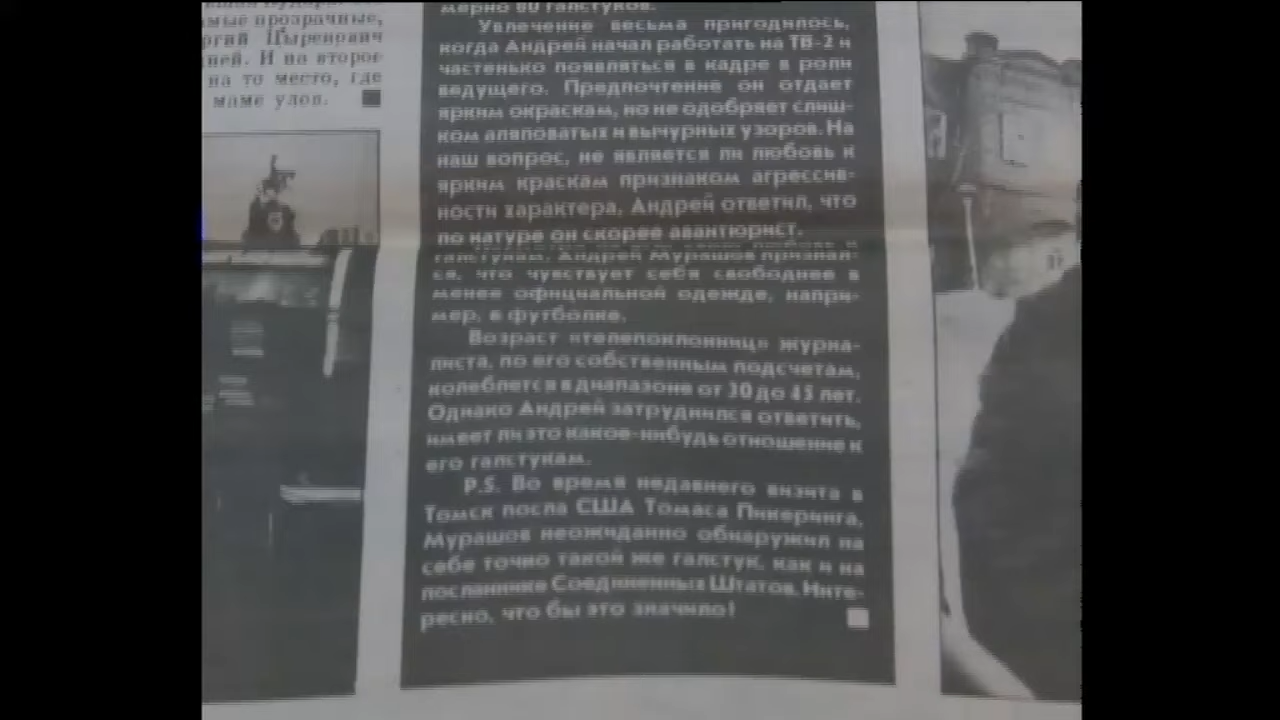 самые прозрачные,
ней. И на второе
на то место, где
маме улов.
мерно 60 галстуков.
Увлечение весьма пригодилось,
когда Андрей начал работать на ТВ-2 и
частенько появляться в кадре в роли
ведущего. Предпочтение он отдает
ярким окраскам, но не одобряет слиш-
ком аляповатых и вычурных узоров. На
наш вопрос, не является ли любовь к
ярким краскам признаком агрессив-
ности характера, Андрей ответил, что
по натуре он скорее авантюрист.
галстукам, Андрей Мурашов признал-
ся, что чувствует себя свободнее в
менее официальной одежде, напри-
мер, в футболке.
Возраст «телепоклонниц» журна-
листа, по его собственным подсчетам,
колеблется в диапазоне от 30 до 45 лет.
Однако Андрей затруднился ответить,
имеет ли это какое-нибудь отношение к
его галстукам.
P.S. Во время недавнего визита в
Томск посла США Томаса Пикеринга,
Мурашов неожиданно обнаружил на
себе точно такой же галстук, как и на
посланнике Соединенных Штатов. Инте-
ресно, что бы это значило!